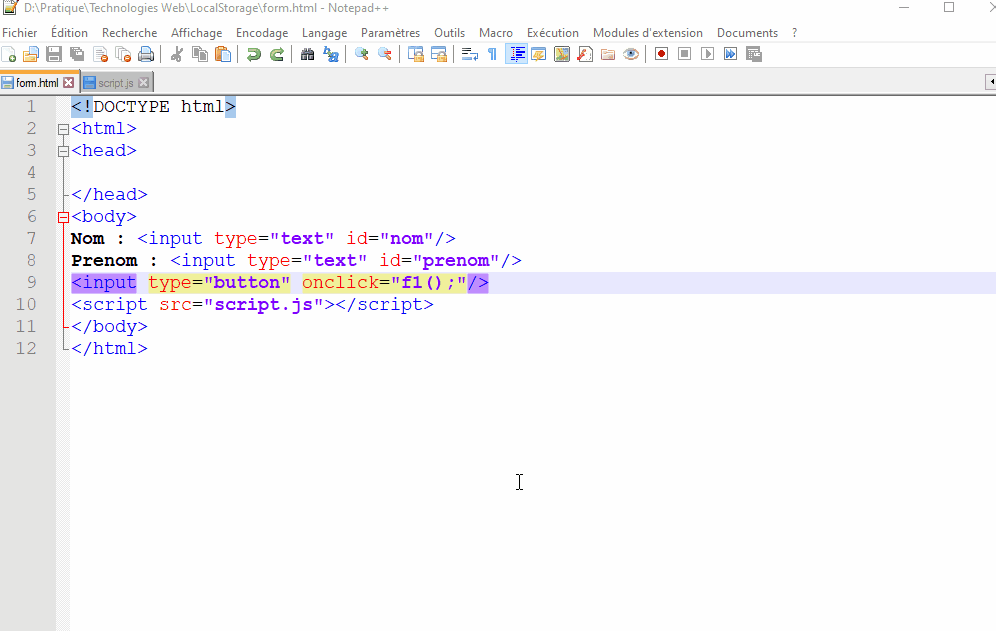 D:\Pratique\Technologies Web\LocalStorage\form.html - Notepad++
Fichier Édition Recherche Affichage Encodage Langage Paramètres Outils Macro Exécution Modules d'extension Documents ?
form.html script.js
1 <!DOCTYPE html>
2 <html>
3 <head>
4
5 </head>
6 <body>
7 Nom : <input type="text" id="nom"/>
8 Prenom : <input type="text" id="prenom"/>
9 <input type="button" onclick="f1();"/>
10 <script src="script.js"></script>
11 </body>
12 </html>